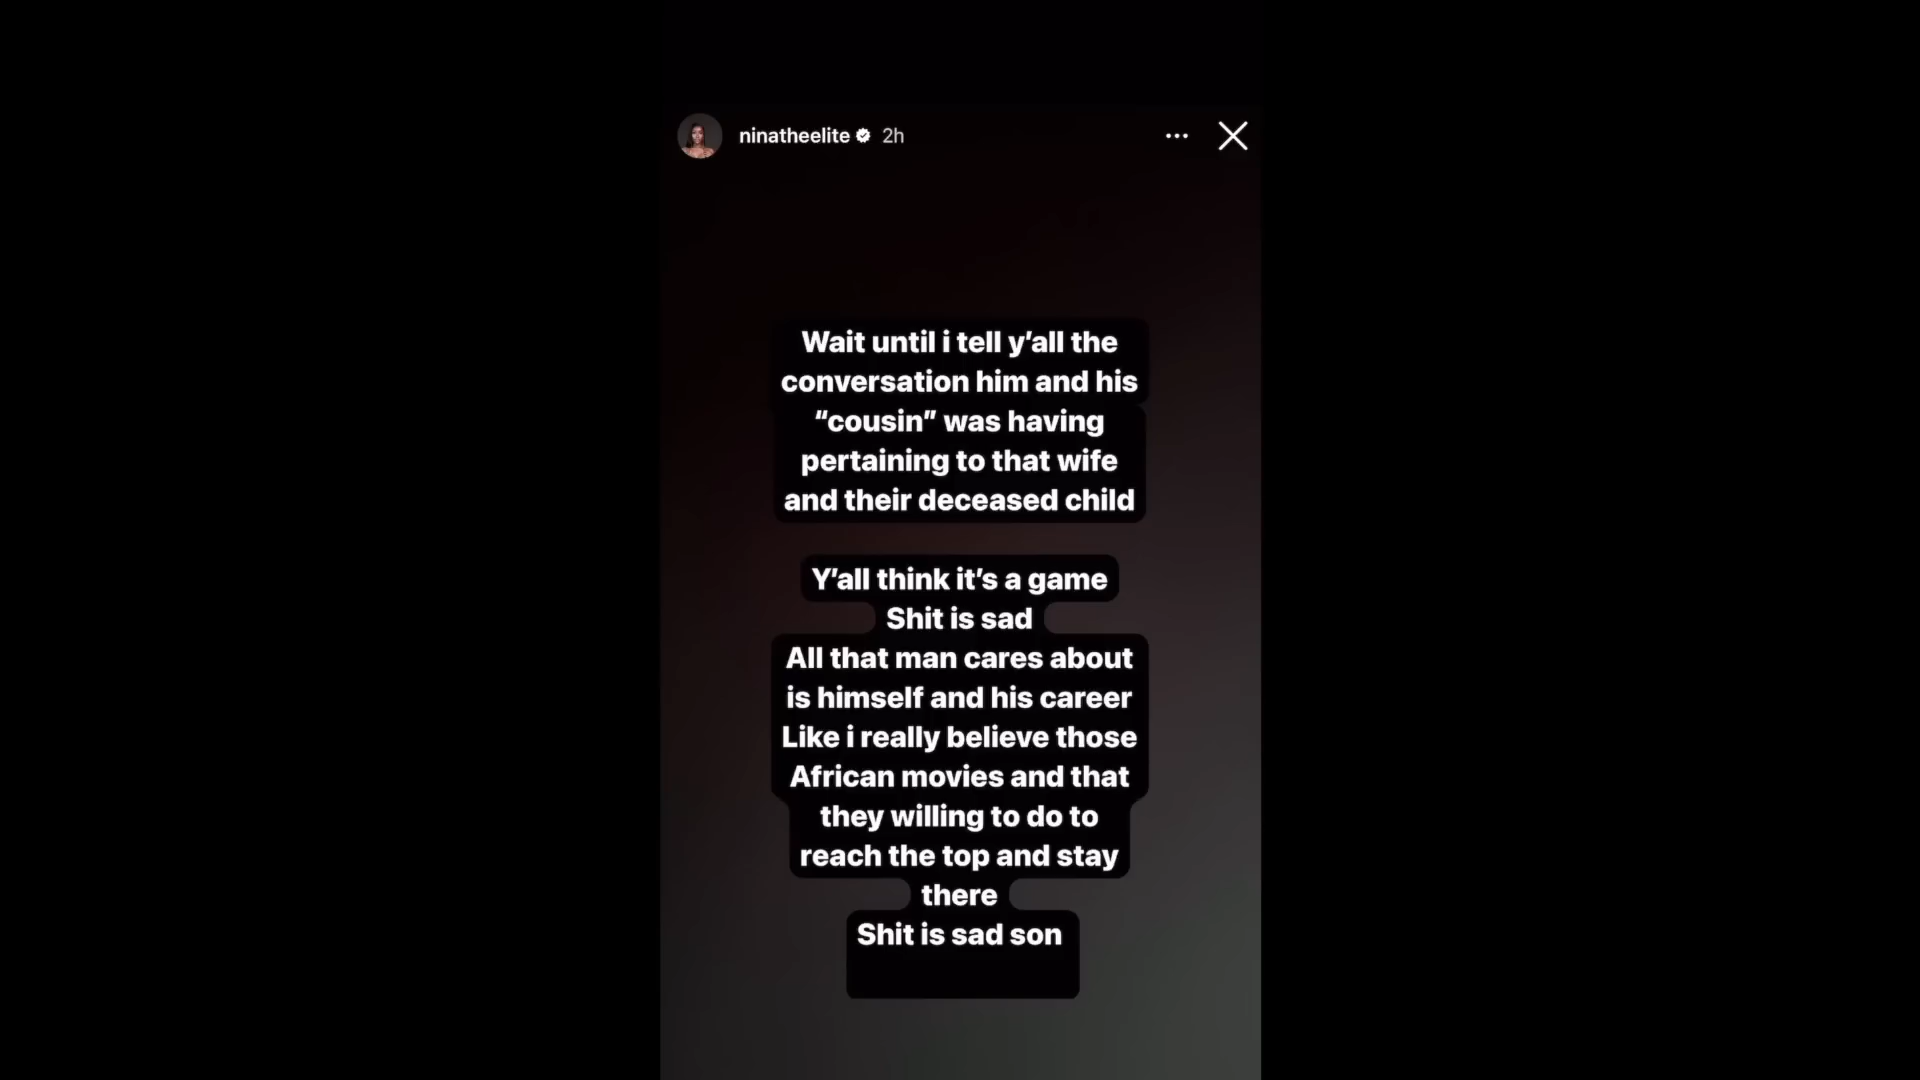 ninatheelite 2h
Wait until i tell y’all the
conversation him and his
“cousin” was having
pertaining to that wife
and their deceased child
Y’all think it’s a game
Shit is sad
All that man cares about
is himself and his career
Like i really believe those
African movies and that
they willing to do to
reach the top and stay
there
Shit is sad son